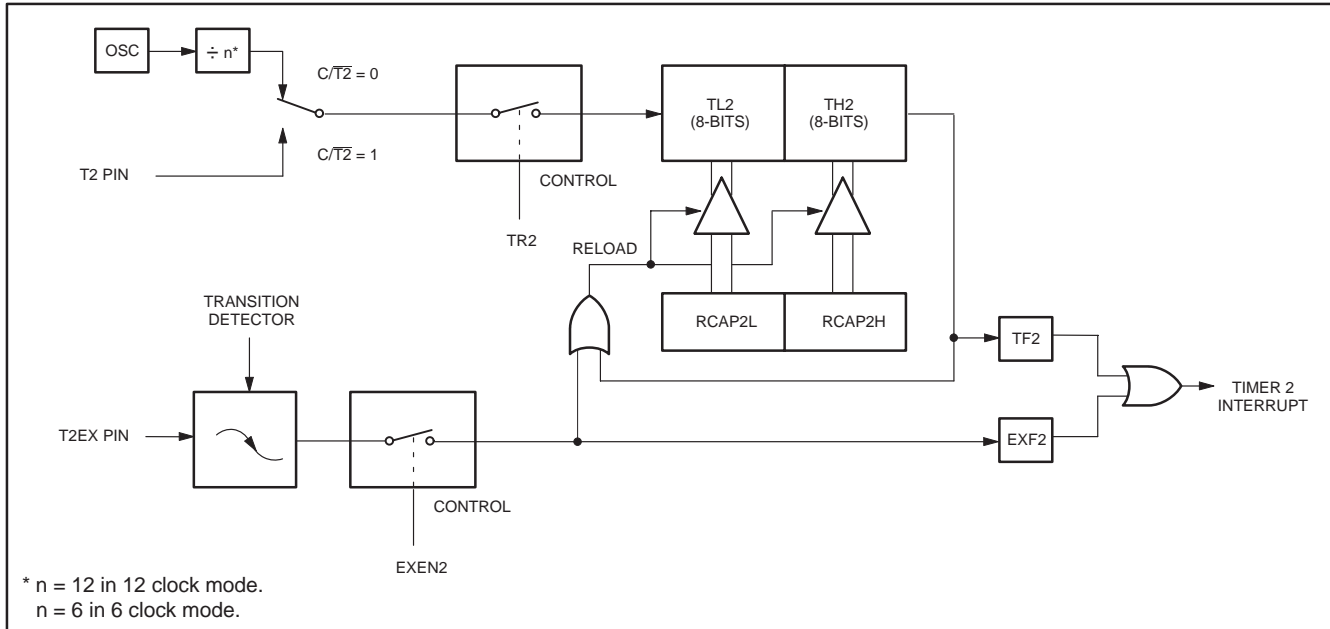 OSC
÷ n*
C/T2̅ = 0
C/T2̅ = 1
T2 PIN
CONTROL
TR2
TL2
(8-BITS)
TH2
(8-BITS)
RELOAD
RCAP2L
RCAP2H
TRANSITION
DETECTOR
T2EX PIN
CONTROL
EXEN2
TF2
EXF2
TIMER 2
INTERRUPT
* n = 12 in 12 clock mode.
n = 6 in 6 clock mode.